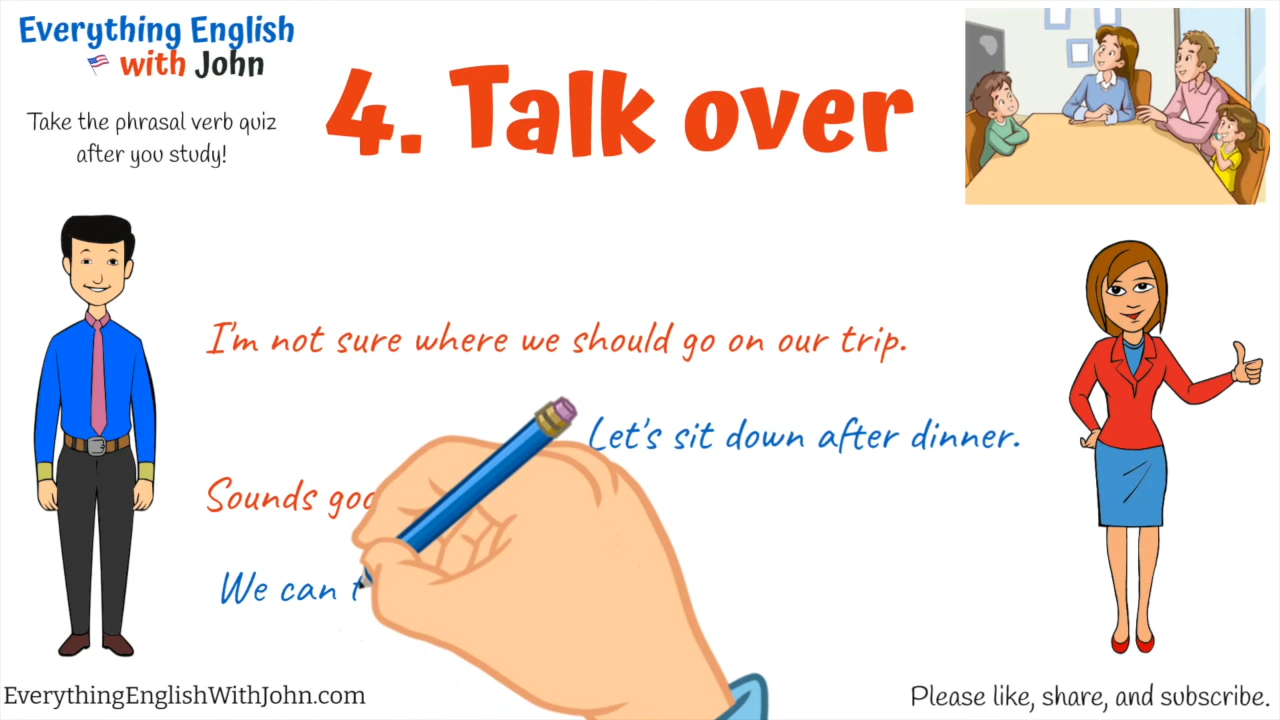 Everything English
with John
Take the phrasal verb quiz
after you study!
4. Talk over
I'm not sure where we should go on our trip.
Let's sit down after dinner.
Sounds
We can
EverythingEnglishWithJohn.com
Please like, share, and subscribe.